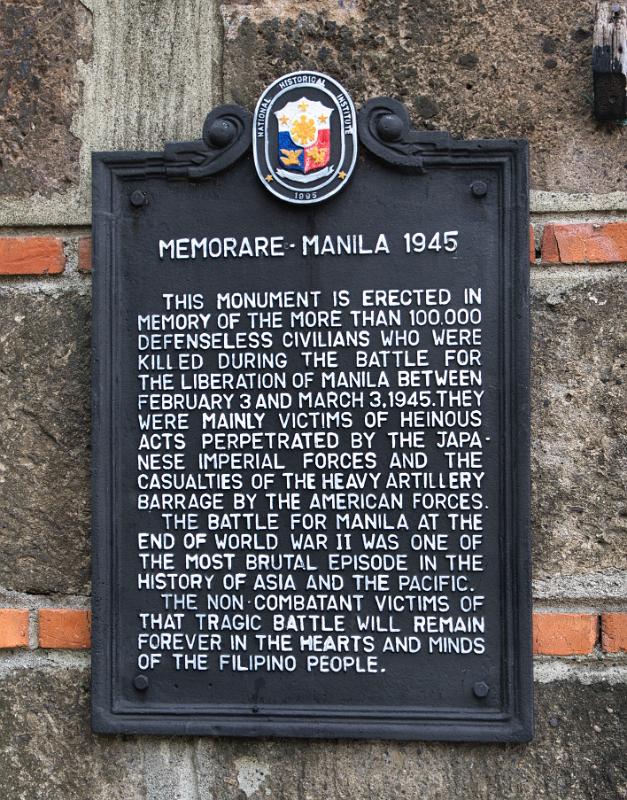 NATIONAL HISTORICAL INSTITUTE
1995
MEMORARE - MANILA 1945
THIS MONUMENT IS ERECTED IN
MEMORY OF THE MORE THAN 100.000
DEFENSELESS CIVILIANS WHO WERE
KILLED DURING THE BATTLE FOR
THE LIBERATION OF MANILA BETWEEN
FEBRUARY 3 AND MARCH 3,1945. THEY
WERE MAINLY VICTIMS OF HEINOUS
ACTS PERPETRATED BY THE JAPA-
NESE IMPERIAL FORCES AND THE
CASUALTIES OF THE HEAVY ARTILLERY
BARRAGE BY THE AMERICAN FORCES.
THE BATTLE FOR MANILA AT THE
END OF WORLD WAR II WAS ONE OF
THE MOST BRUTAL EPISODE IN THE
HISTORY OF ASIA AND THE PACIFIC.
THE NON-COMBATANT VICTIMS OF
THAT TRAGIC BATTLE WILL REMAIN
FOREVER IN THE HEARTS AND MINDS
OF THE FILIPINO PEOPLE.